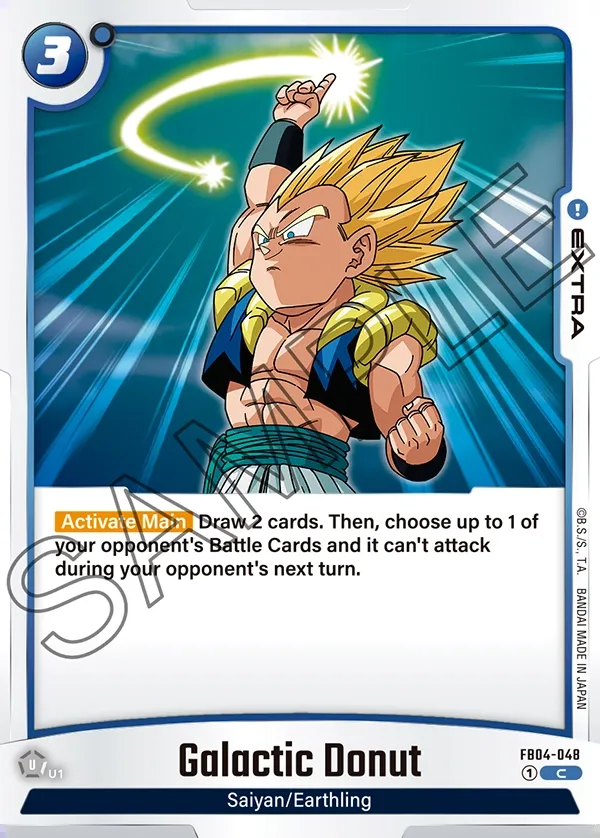 3
! EXTRA
Activate Main Draw 2 cards. Then, choose up to 1 of
your opponent's Battle Cards and it can't attack
during your opponent's next turn.
SAMPLE
©B.S./S., T.A. BANDAI MADE IN JAPAN
U/U1
Galactic Donut
FB04-048
1 C
Saiyan/Earthling